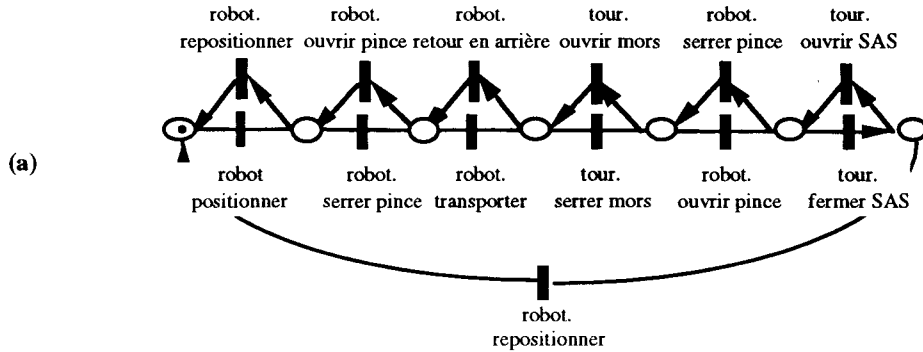 robot. robot. robot. tour. robot. tour.
repositionner ouvrir pince retour en arrière ouvrir mors serrer pince ouvrir SAS
(a)
robot robot. robot. tour. robot. tour.
positionner serrer pince transporter serrer mors ouvrir pince fermer SAS
robot.
repositionner